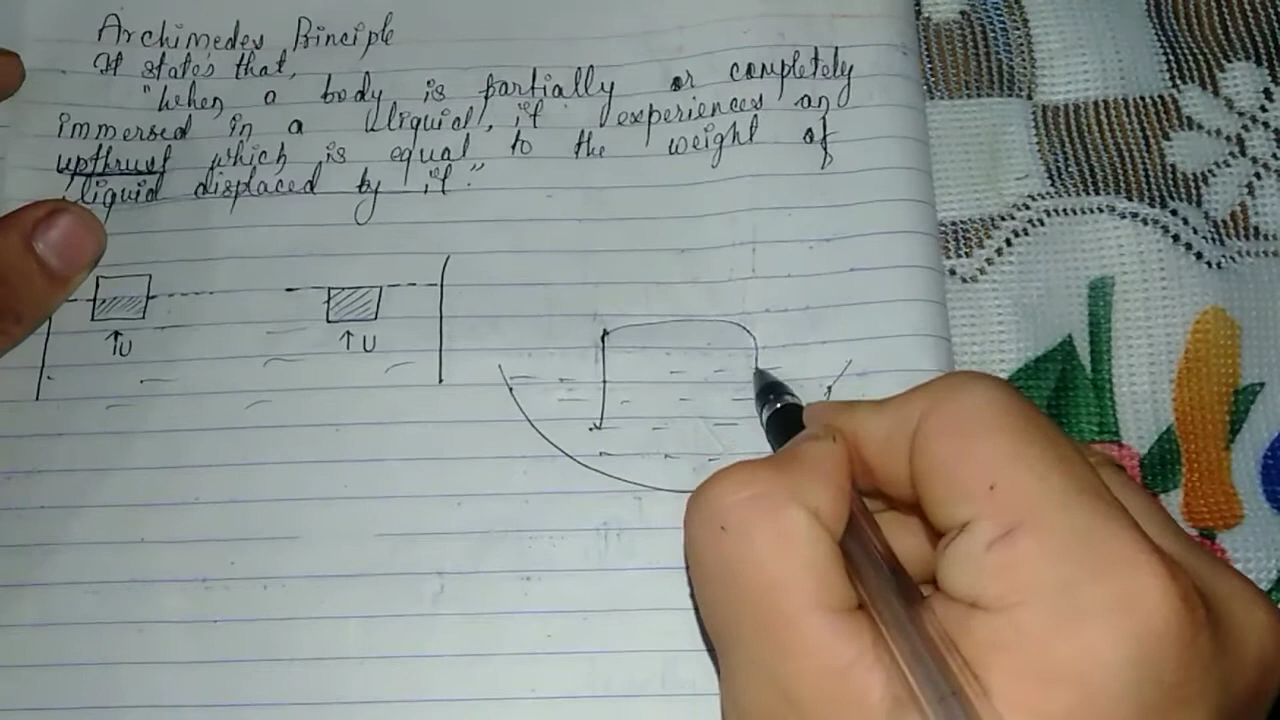 Archimedes Principle
It states that,
"When a body is partially or completely
immersed in a liquid, it experiences an
upthrust which is equal to the weight of
liquid displaced by it."
↑U ↑U